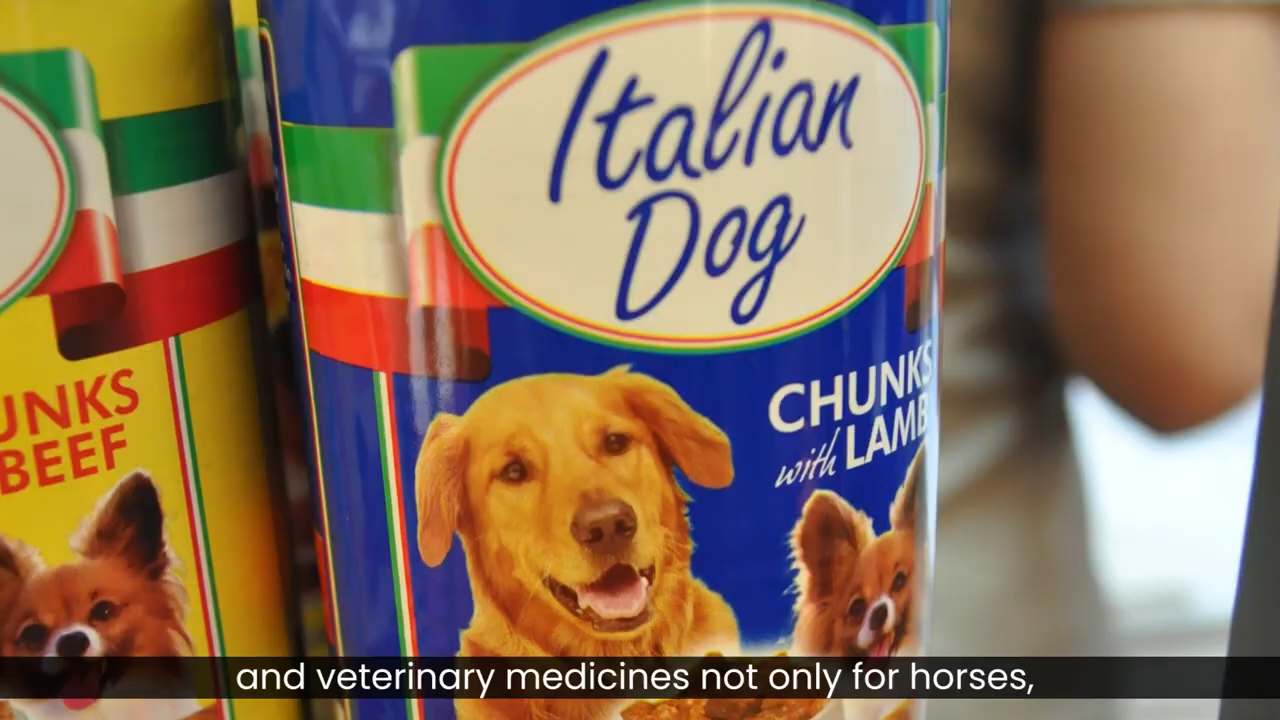 Italian
Dog
CHUNKS
with LAMB
UNKS
BEEF
and veterinary medicines not only for horses,